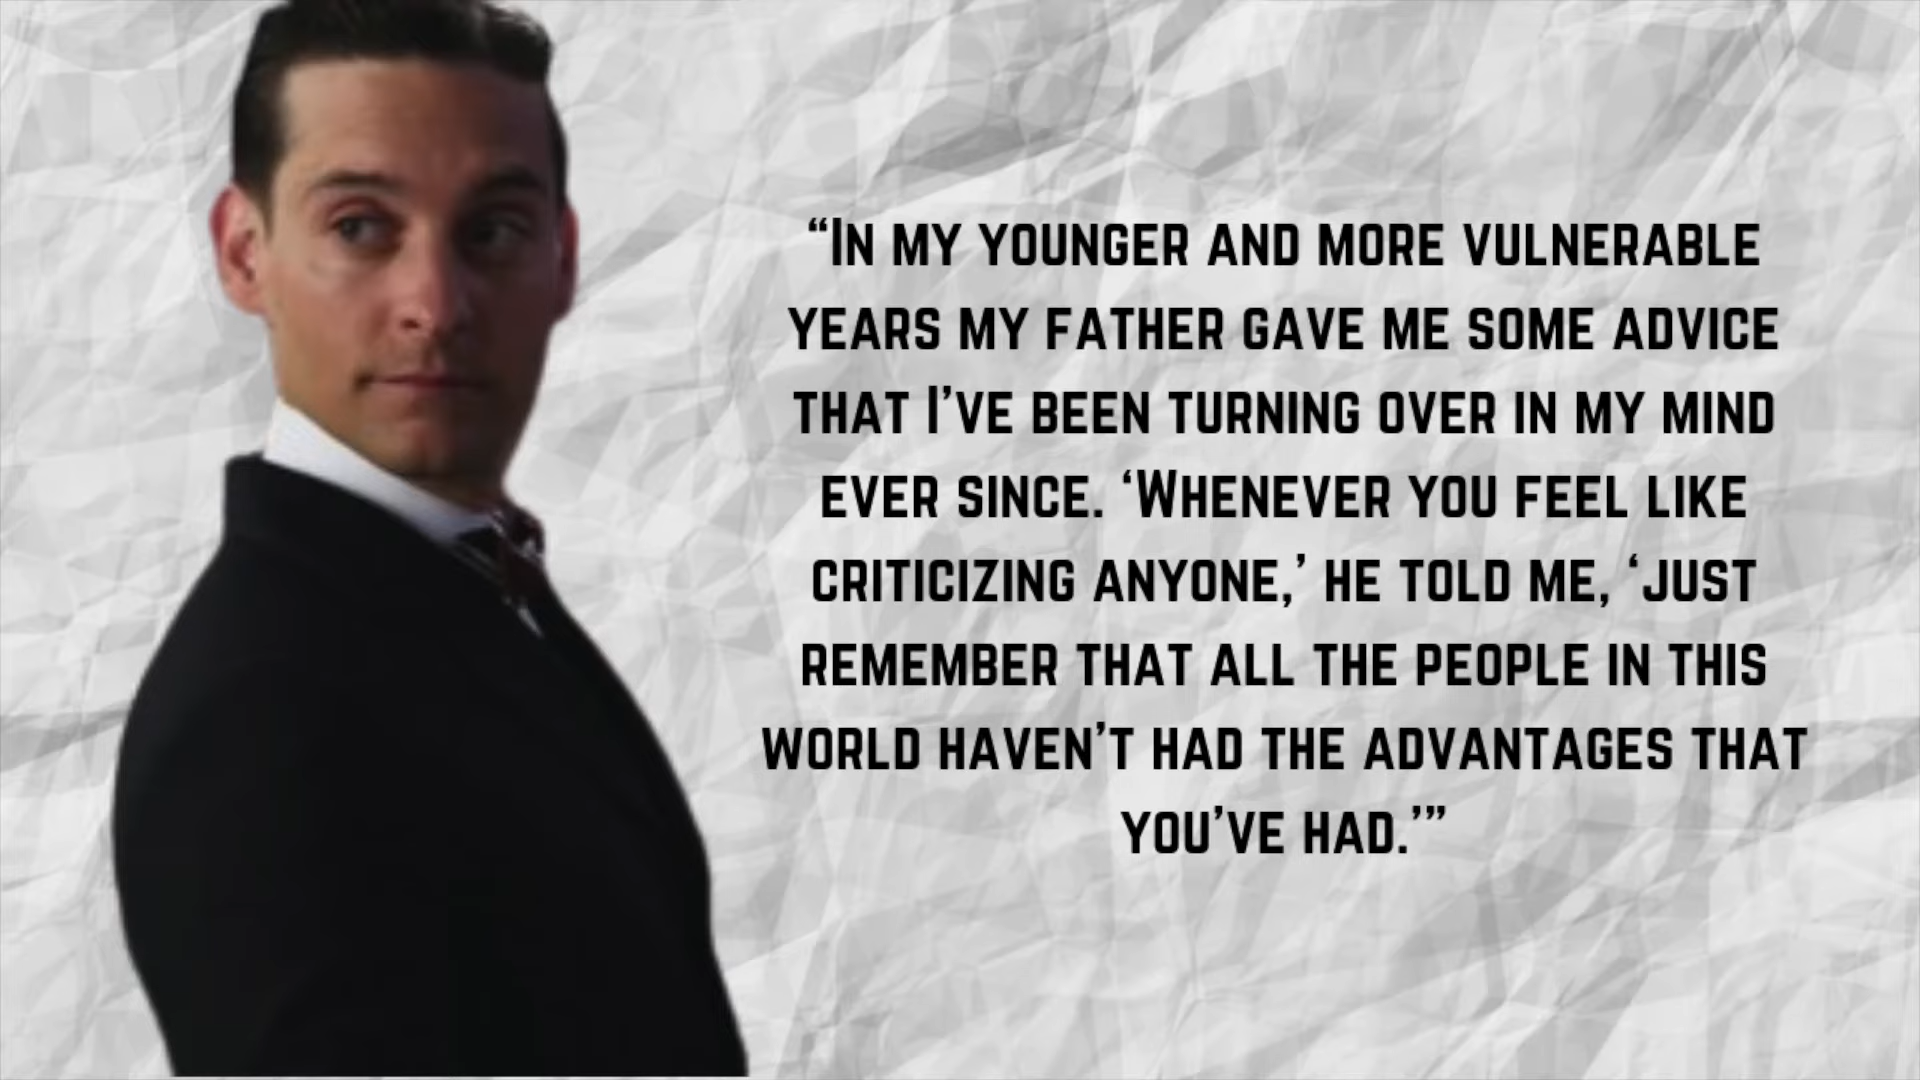 “In my younger and more vulnerable
years my father gave me some advice
that I’ve been turning over in my mind
ever since. ‘Whenever you feel like
criticizing anyone,’ he told me, ‘just
remember that all the people in this
world haven’t had the advantages that
you’ve had.’”